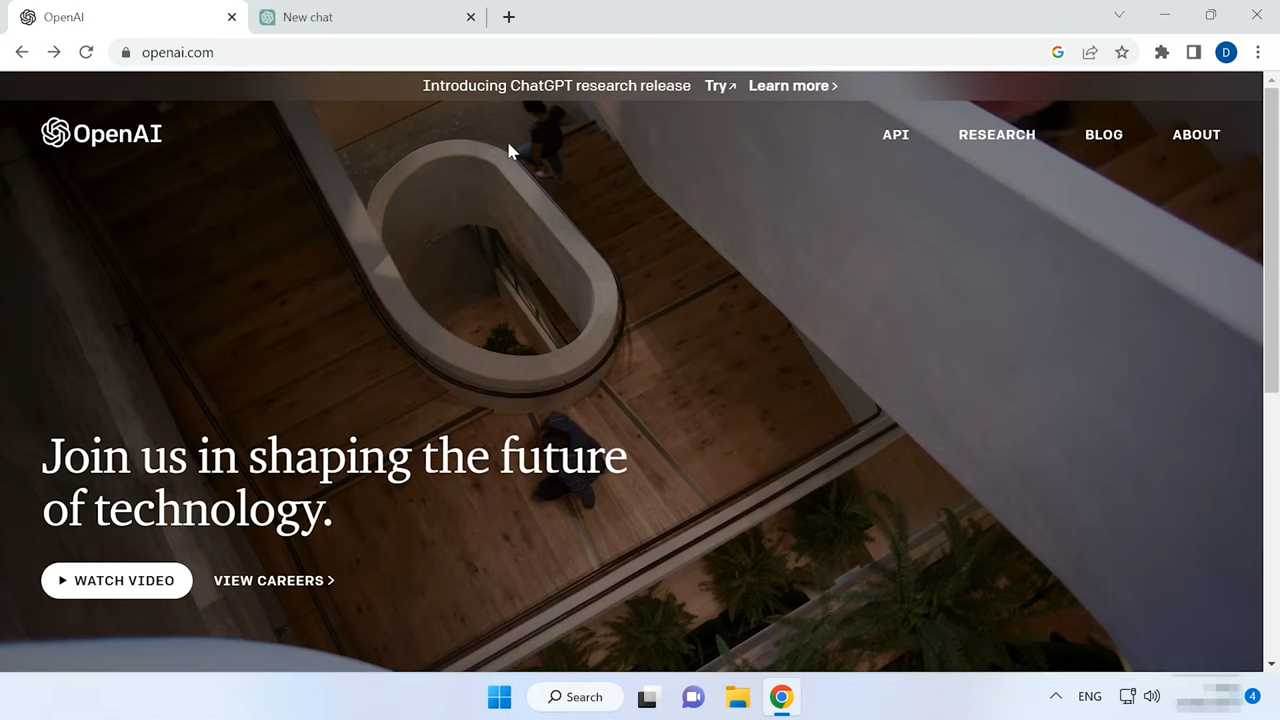 OpenAI
New chat
openai.com
D
Introducing ChatGPT research release Try↗ Learn more >
OpenAI
API RESEARCH BLOG ABOUT
Join us in shaping the future
of technology.
WATCH VIDEO VIEW CAREERS >
Search
ENG
4